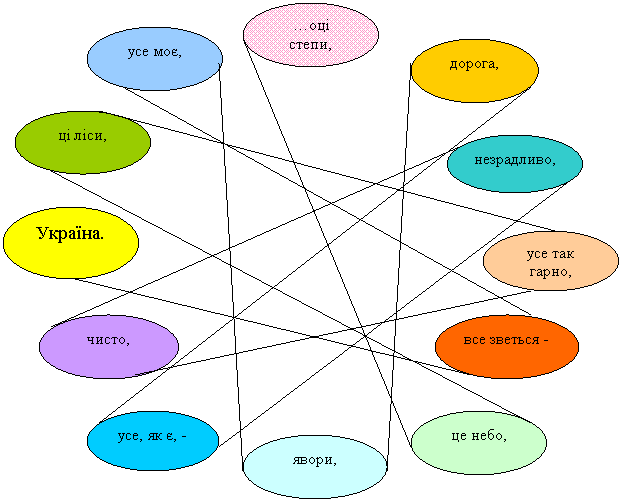 ...оці
степи,
усе моє,
дорога,
ці ліси,
незрадливо,
Україна.
усе так
гарно,
чисто,
все зветься -
усе, як є, -
це небо,
явори,